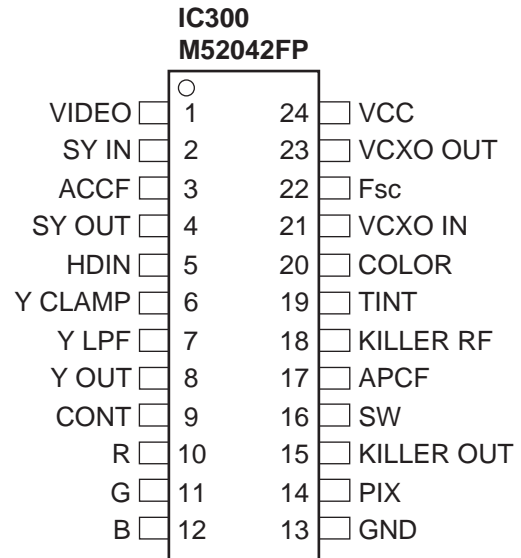 IC300
M52042FP
VIDEO 1 24 VCC
SY IN 2 23 VCXO OUT
ACCF 3 22 Fsc
SY OUT 4 21 VCXO IN
HDIN 5 20 COLOR
Y CLAMP 6 19 TINT
Y LPF 7 18 KILLER RF
Y OUT 8 17 APCF
CONT 9 16 SW
R 10 15 KILLER OUT
G 11 14 PIX
B 12 13 GND